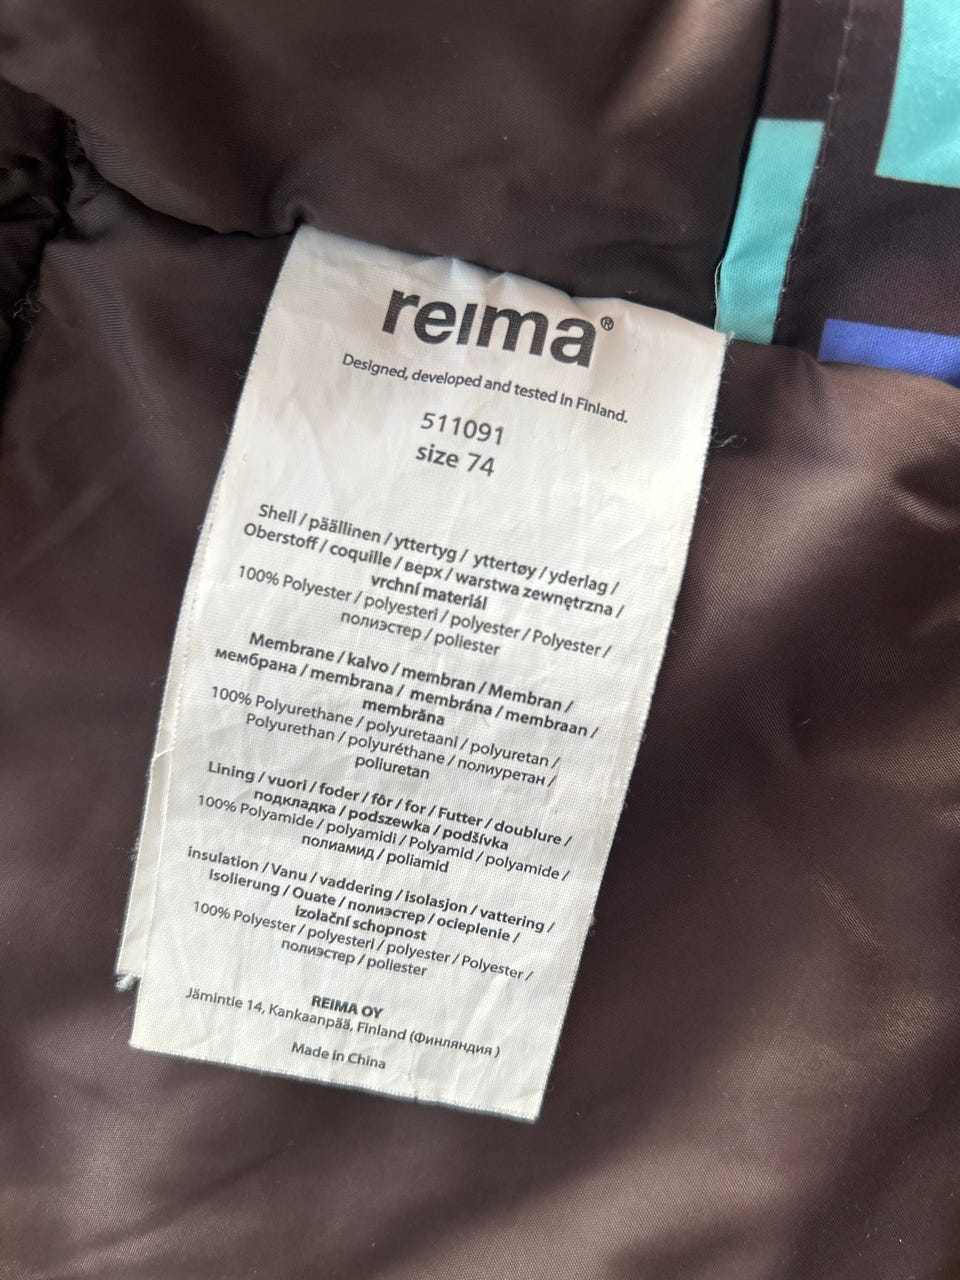 reima®
Designed, developed and tested in Finland.
511091
size 74
Shell / päällinen / yttertyg / yttertøy / yderlag /
Oberstoff / coquille / верх / warstwa zewnętrzna /
vrchní materiál
100% Polyester / polyesteri / polyester / Polyester /
полиэстер / poliester
Membrane / kalvo / membran / Membran /
мембрана / membrana / membrána / membraan /
membrăna
100% Polyurethane / polyuretaani / polyuretan /
Polyurethan / polyuréthane / полиуретан /
poliuretan
Lining / vuori / foder / fôr / for / Futter / doublure /
подкладка / podszewka / podšívka
100% Polyamide / polyamidi / Polyamid / polyamide /
полиамид / poliamid
insulation / Vanu / vaddering / isolasjon / vattering /
Isolierung / Ouate / полиэстер / ocieplenie /
izolační schopnost
100% Polyester / polyesteri / polyester / Polyester /
полиэстер / poliester
REIMA OY
Jämintie 14, Kankaanpää, Finland (Финляндия )
Made in China